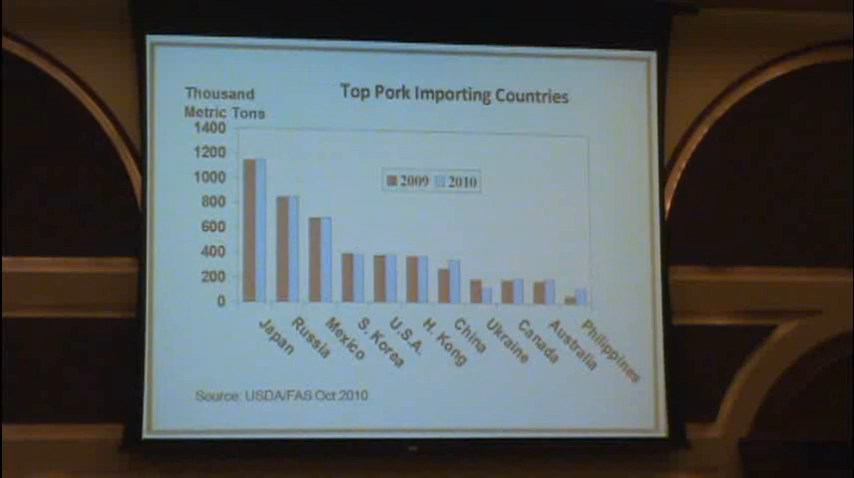 Top Pork Importing Countries
Thousand
Metric Tons
1400
1200
1000
800
600
400
200
0
2009 2010
Japan
Russia
Mexico
S. Korea
U.S.A.
H. Kong
China
Ukraine
Canada
Australia
Philippines
Source: USDA/FAS Oct 2010